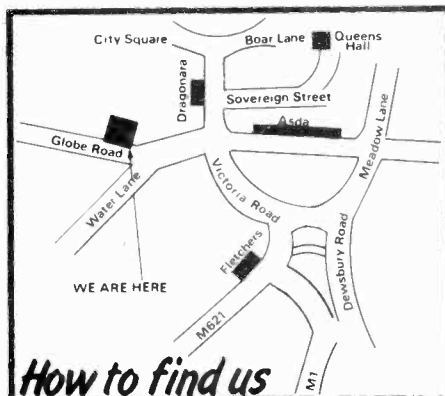 City Square
Boar Lane
Queens
Hall
Dragonara
Sovereign Street
Asda
Meadow Lane
Globe Road
Water Lane
Victoria Road
Fletchers
Dewsbury Road
WE ARE HERE
M621
M1
How to find us